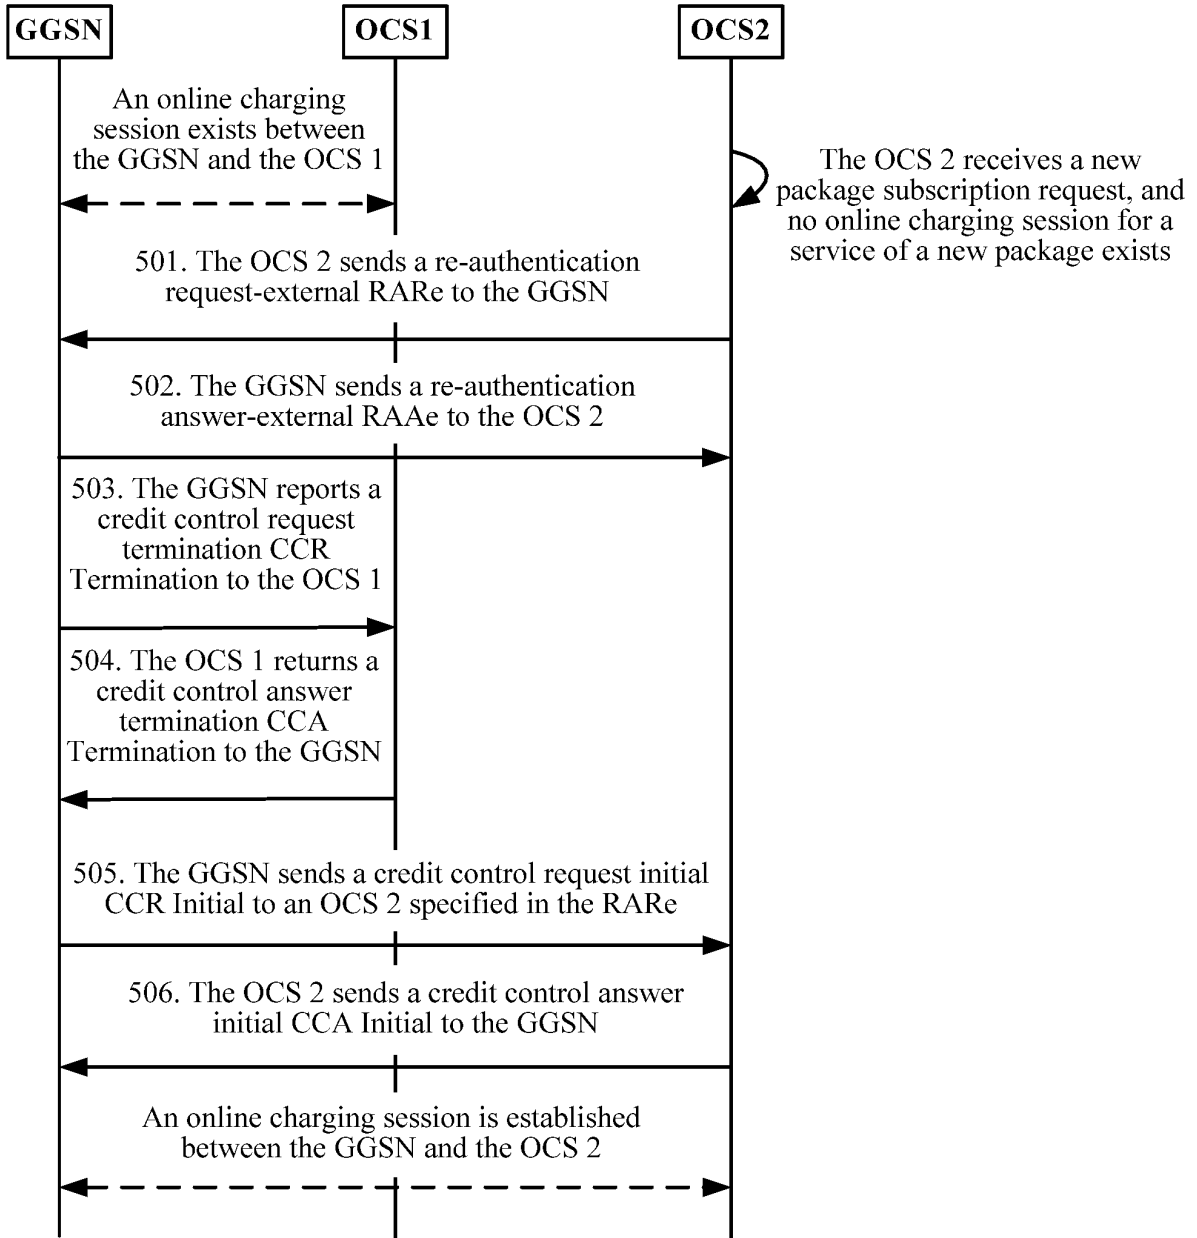 GGSN
OCS1
OCS2
An online charging
session exists between
the GGSN and the OCS 1
The OCS 2 receives a new
package subscription request, and
no online charging session for a
service of a new package exists
501. The OCS 2 sends a re-authentication
request-external RARe to the GGSN
502. The GGSN sends a re-authentication
answer-external RAAe to the OCS 2
503. The GGSN reports a
credit control request
termination CCR
Termination to the OCS 1
504. The OCS 1 returns a
credit control answer
termination CCA
Termination to the GGSN
505. The GGSN sends a credit control request initial
CCR Initial to an OCS 2 specified in the RARe
506. The OCS 2 sends a credit control answer
initial CCA Initial to the GGSN
An online charging session is established
between the GGSN and the OCS 2